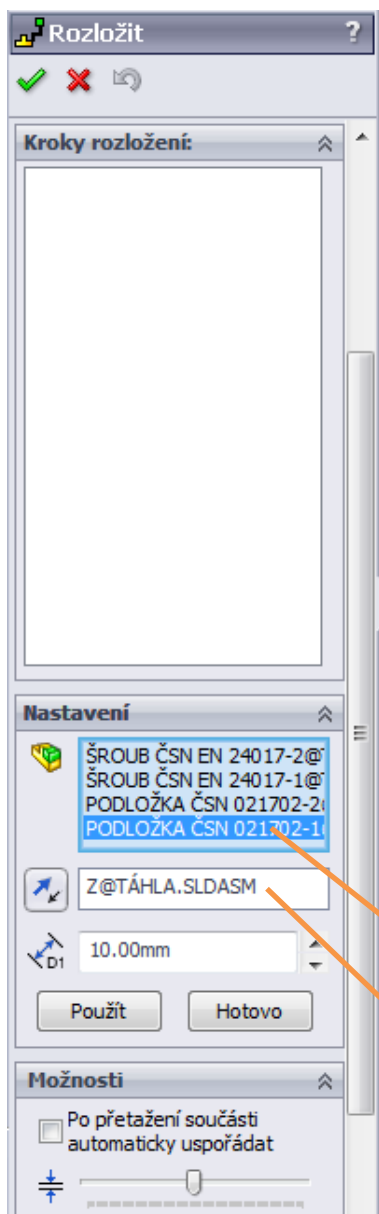 Rozložit ?
Kroky rozložení:
Nastavení
ŠROUB ČSN EN 24017-2@
ŠROUB ČSN EN 24017-1@
PODLOŽKA ČSN 021702-2
PODLOŽKA ČSN 021702-1
Z@TÁHLA.SLDASM
D1 10.00mm
Použít Hotovo
Možnosti
Po přetažení součásti
automaticky uspořádat